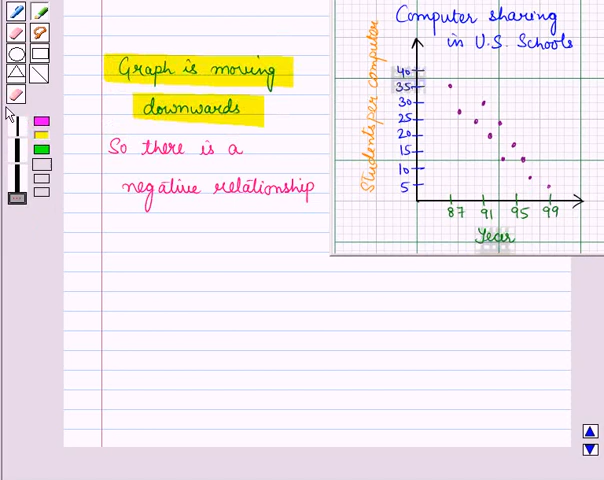 Graph is moving
downwards
So there is a
negative relationship
Computer sharing
in U.S. Schools
Students per computer
40
35
30
25
20
15
10
5
87 91 95 99
Year